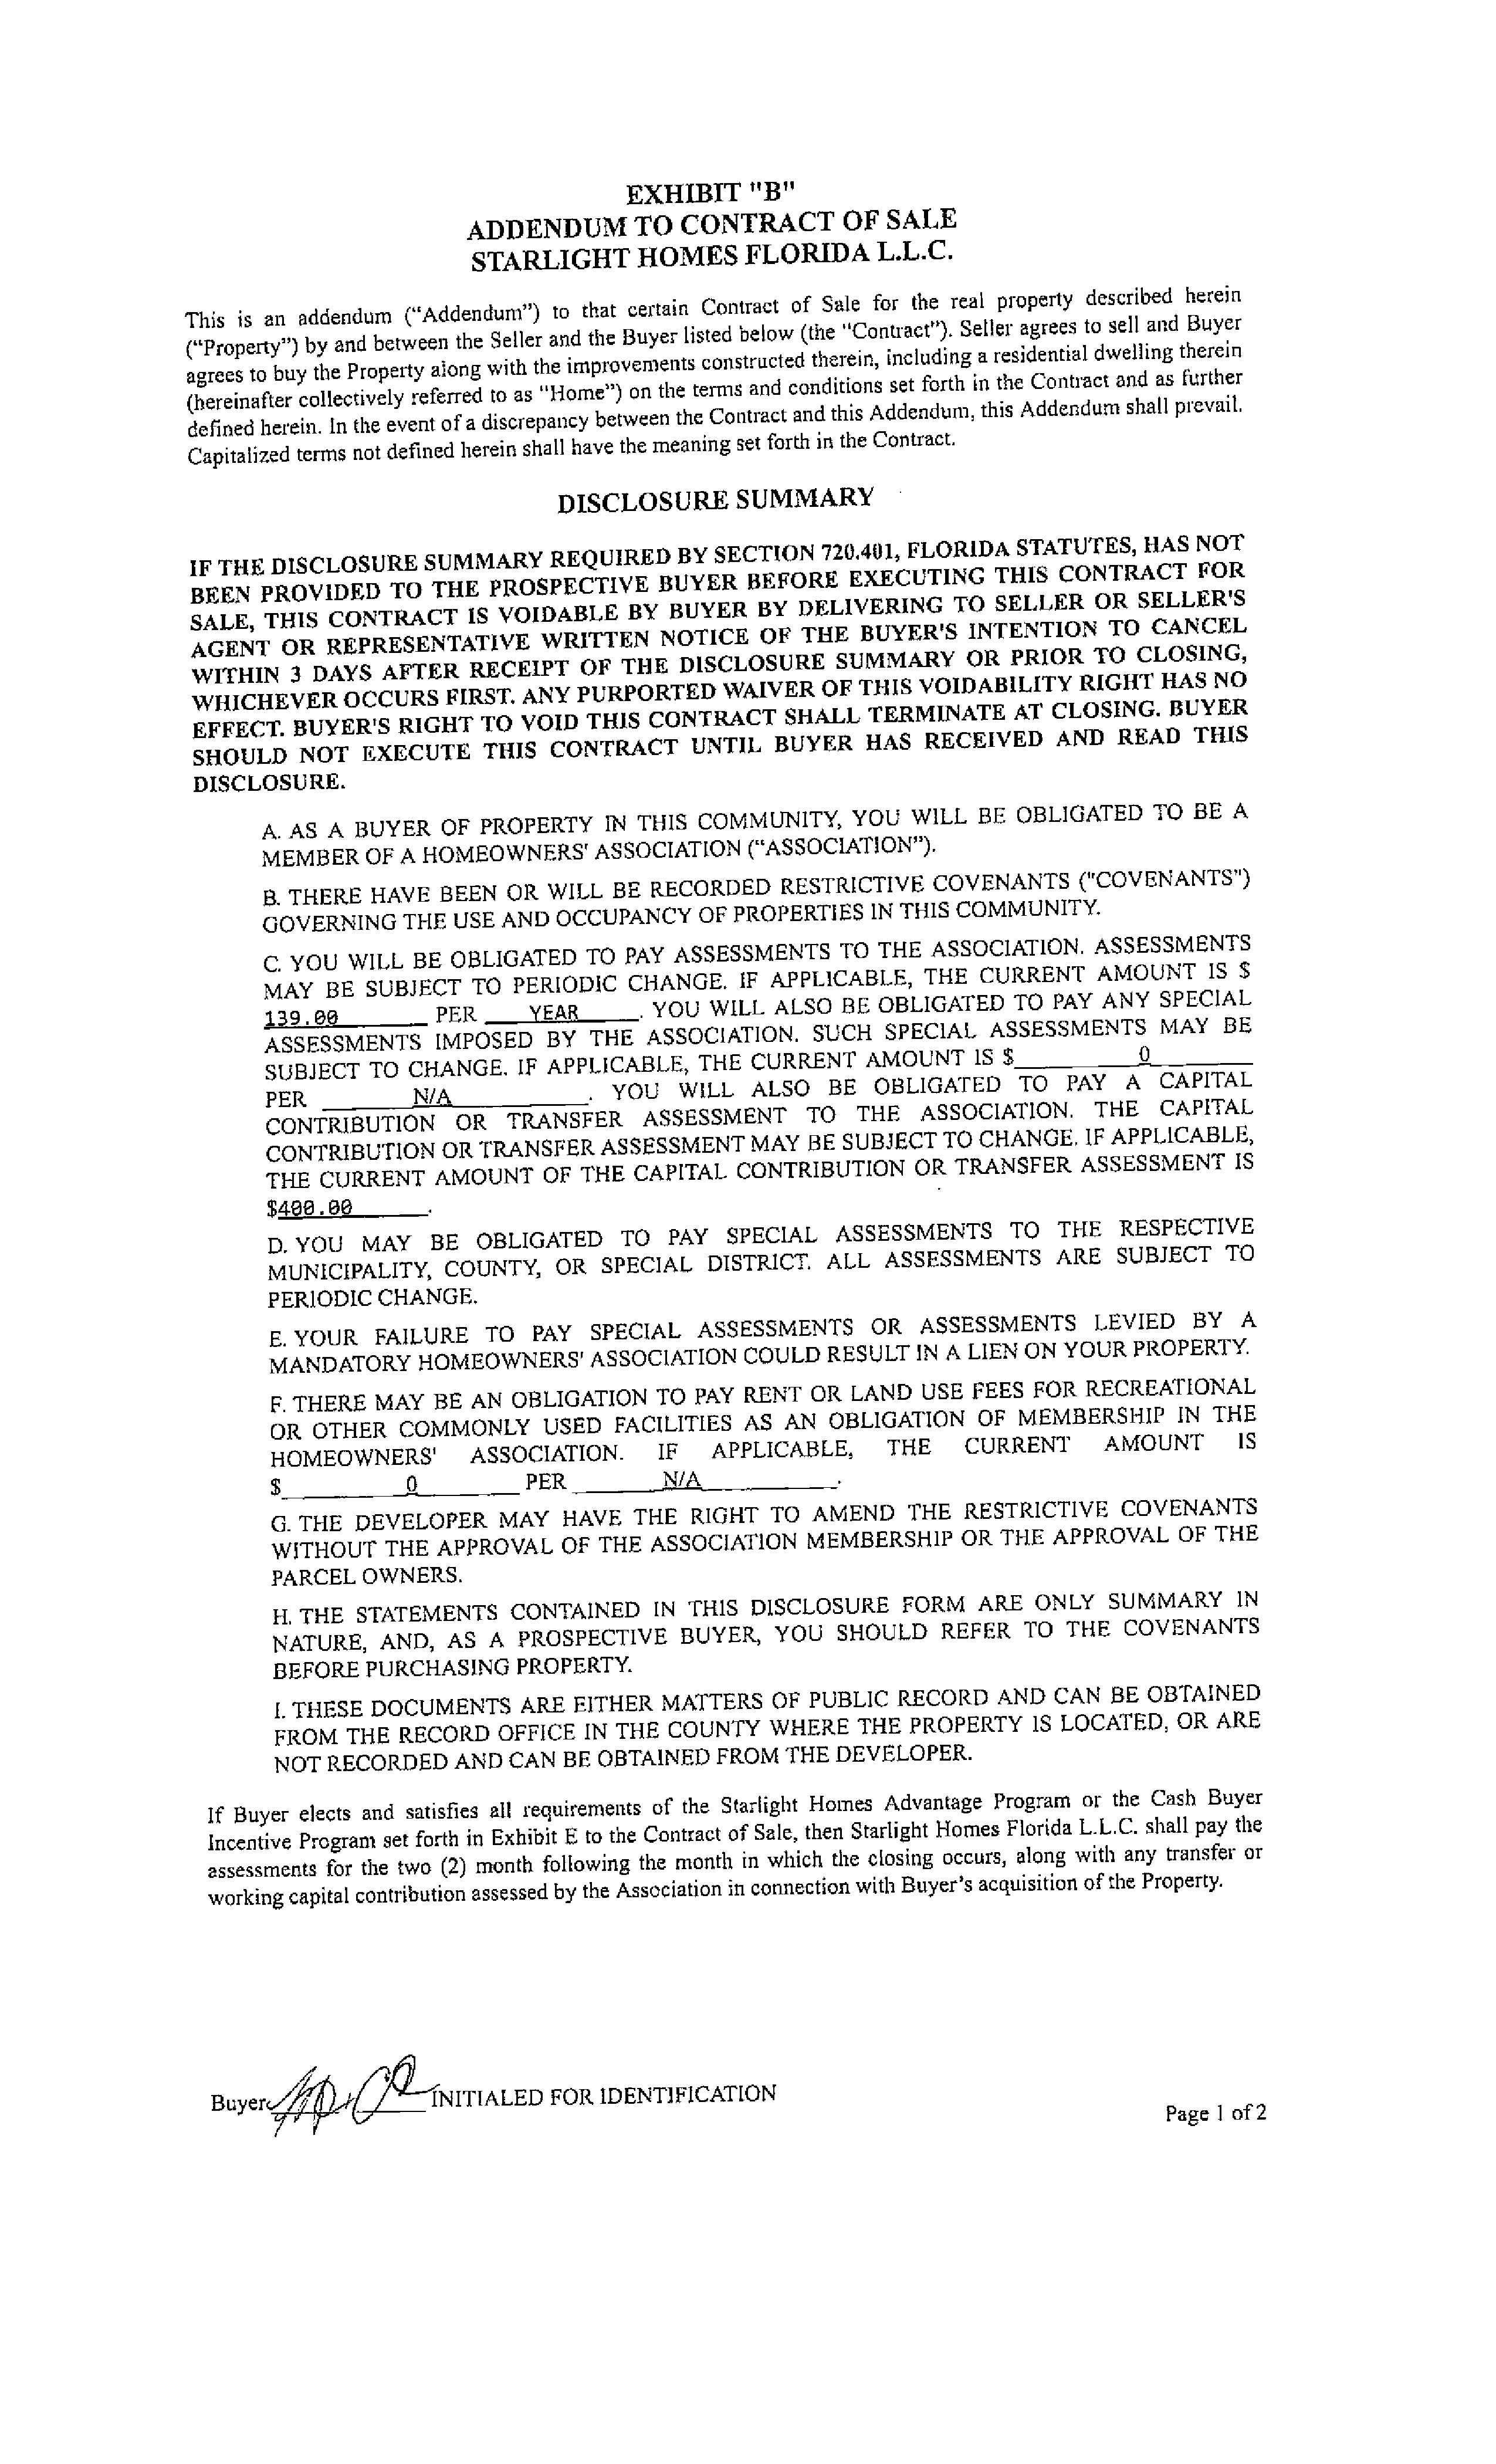 EXHIBIT "B"
ADDENDUM TO CONTRACT OF SALE
STARLIGHT HOMES FLORIDA L.L.C.
This is an addendum (“Addendum”) to that certain Contract of Sale for the real property described herein
(“Property”) by and between the Seller and the Buyer listed below (the "Contract"). Seller agrees to sell and Buyer
agrees to buy the Property along with the improvements constructed therein, including a residential dwelling therein
(hereinafter collectively referred to as "Home”) on the terms and conditions set forth in the Contract and as further
defined herein. In the event of a discrepancy between the Contract and this Addendum, this Addendum shall prevail.
Capitalized terms not defined herein shall have the meaning set forth in the Contract.
DISCLOSURE SUMMARY
IF THE DISCLOSURE SUMMARY REQUIRED BY SECTION 720.401, FLORIDA STATUTES, HAS NOT
BEEN PROVIDED TO THE PROSPECTIVE BUYER BEFORE EXECUTING THIS CONTRACT FOR
SALE, THIS CONTRACT IS VOIDABLE BY BUYER BY DELIVERING TO SELLER OR SELLER'S
AGENT OR REPRESENTATIVE WRITTEN NOTICE OF THE BUYER'S INTENTION TO CANCEL
WITHIN 3 DAYS AFTER RECEIPT OF THE DISCLOSURE SUMMARY OR PRIOR TO CLOSING,
WHICHEVER OCCURS FIRST. ANY PURPORTED WAIVER OF THIS VOIDABILITY RIGHT HAS NO
EFFECT. BUYER'S RIGHT TO VOID THIS CONTRACT SHALL TERMINATE AT CLOSING. BUYER
SHOULD NOT EXECUTE THIS CONTRACT UNTIL BUYER HAS RECEIVED AND READ THIS
DISCLOSURE.
A. AS A BUYER OF PROPERTY IN THIS COMMUNITY, YOU WILL BE OBLIGATED TO BE A
MEMBER OF A HOMEOWNERS' ASSOCIATION (“ASSOCIATION”).
B. THERE HAVE BEEN OR WILL BE RECORDED RESTRICTIVE COVENANTS ("COVENANTS”)
GOVERNING THE USE AND OCCUPANCY OF PROPERTIES IN THIS COMMUNITY.
C. YOU WILL BE OBLIGATED TO PAY ASSESSMENTS TO THE ASSOCIATION. ASSESSMENTS
MAY BE SUBJECT TO PERIODIC CHANGE. IF APPLICABLE, THE CURRENT AMOUNT IS $
139.00 PER YEAR. YOU WILL ALSO BE OBLIGATED TO PAY ANY SPECIAL
ASSESSMENTS IMPOSED BY THE ASSOCIATION. SUCH SPECIAL ASSESSMENTS MAY BE
SUBJECT TO CHANGE. IF APPLICABLE, THE CURRENT AMOUNT IS $ 0
PER N/A. YOU WILL ALSO BE OBLIGATED TO PAY A CAPITAL
CONTRIBUTION OR TRANSFER ASSESSMENT TO THE ASSOCIATION. THE CAPITAL
CONTRIBUTION OR TRANSFER ASSESSMENT MAY BE SUBJECT TO CHANGE. IF APPLICABLE,
THE CURRENT AMOUNT OF THE CAPITAL CONTRIBUTION OR TRANSFER ASSESSMENT IS
$400.00.
D. YOU MAY BE OBLIGATED TO PAY SPECIAL ASSESSMENTS TO THE RESPECTIVE
MUNICIPALITY, COUNTY, OR SPECIAL DISTRICT. ALL ASSESSMENTS ARE SUBJECT TO
PERIODIC CHANGE.
E. YOUR FAILURE TO PAY SPECIAL ASSESSMENTS OR ASSESSMENTS LEVIED BY A
MANDATORY HOMEOWNERS' ASSOCIATION COULD RESULT IN A LIEN ON YOUR PROPERTY.
F. THERE MAY BE AN OBLIGATION TO PAY RENT OR LAND USE FEES FOR RECREATIONAL
OR OTHER COMMONLY USED FACILITIES AS AN OBLIGATION OF MEMBERSHIP IN THE
HOMEOWNERS' ASSOCIATION. IF APPLICABLE, THE CURRENT AMOUNT IS
$ 0 PER N/A.
G. THE DEVELOPER MAY HAVE THE RIGHT TO AMEND THE RESTRICTIVE COVENANTS
WITHOUT THE APPROVAL OF THE ASSOCIATION MEMBERSHIP OR THE APPROVAL OF THE
PARCEL OWNERS.
H. THE STATEMENTS CONTAINED IN THIS DISCLOSURE FORM ARE ONLY SUMMARY IN
NATURE, AND, AS A PROSPECTIVE BUYER, YOU SHOULD REFER TO THE COVENANTS
BEFORE PURCHASING PROPERTY.
I. THESE DOCUMENTS ARE EITHER MATTERS OF PUBLIC RECORD AND CAN BE OBTAINED
FROM THE RECORD OFFICE IN THE COUNTY WHERE THE PROPERTY IS LOCATED, OR ARE
NOT RECORDED AND CAN BE OBTAINED FROM THE DEVELOPER.
If Buyer elects and satisfies all requirements of the Starlight Homes Advantage Program or the Cash Buyer
Incentive Program set forth in Exhibit E to the Contract of Sale, then Starlight Homes Florida L.L.C. shall pay the
assessments for the two (2) month following the month in which the closing occurs, along with any transfer or
working capital contribution assessed by the Association in connection with Buyer’s acquisition of the Property.
Buyer INITIALED FOR IDENTIFICATION
Page 1 of 2